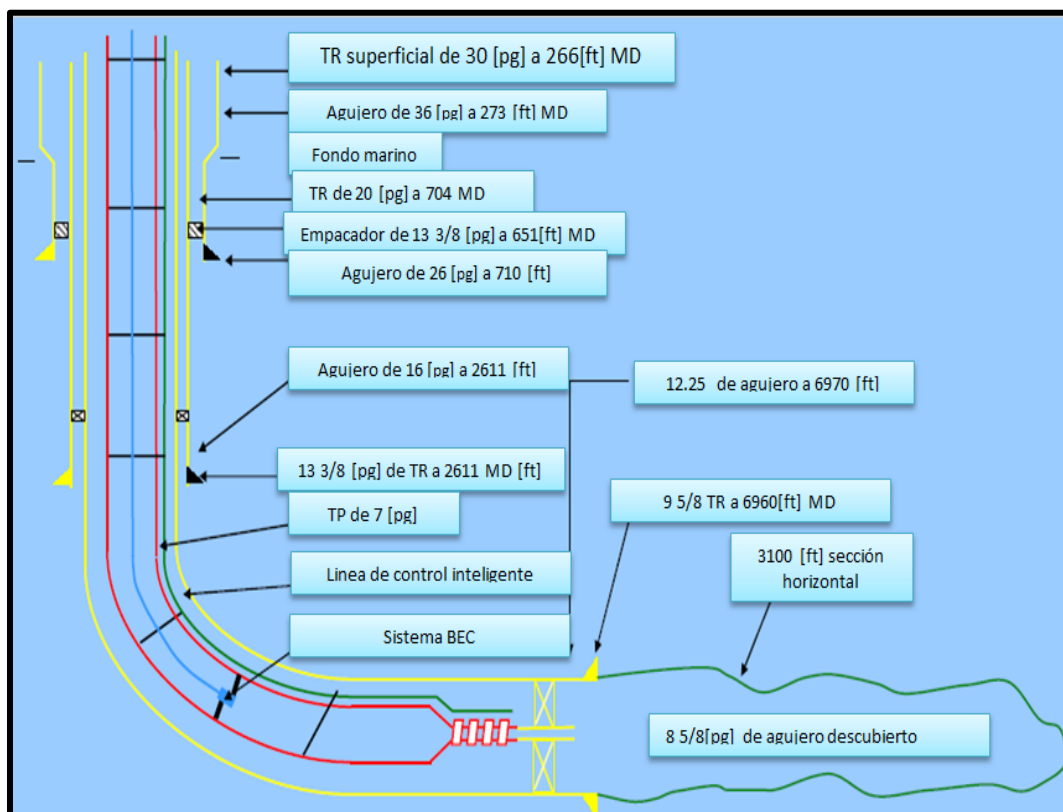 TR superficial de 30 [pg] a 266[ft] MD
Agujero de 36 [pg] a 273 [ft] MD
Fondo marino
TR de 20 [pg] a 704 MD
Empacador de 13 3/8 [pg] a 651[ft] MD
Agujero de 26 [pg] a 710 [ft]
Agujero de 16 [pg] a 2611 [ft]
12.25 de agujero a 6970 [ft]
13 3/8 [pg] de TR a 2611 MD [ft]
9 5/8 TR a 6960[ft] MD
TP de 7 [pg]
3100 [ft] sección
horizontal
Linea de control inteligente
Sistema BEC
8 5/8[pg] de agujero descubierto